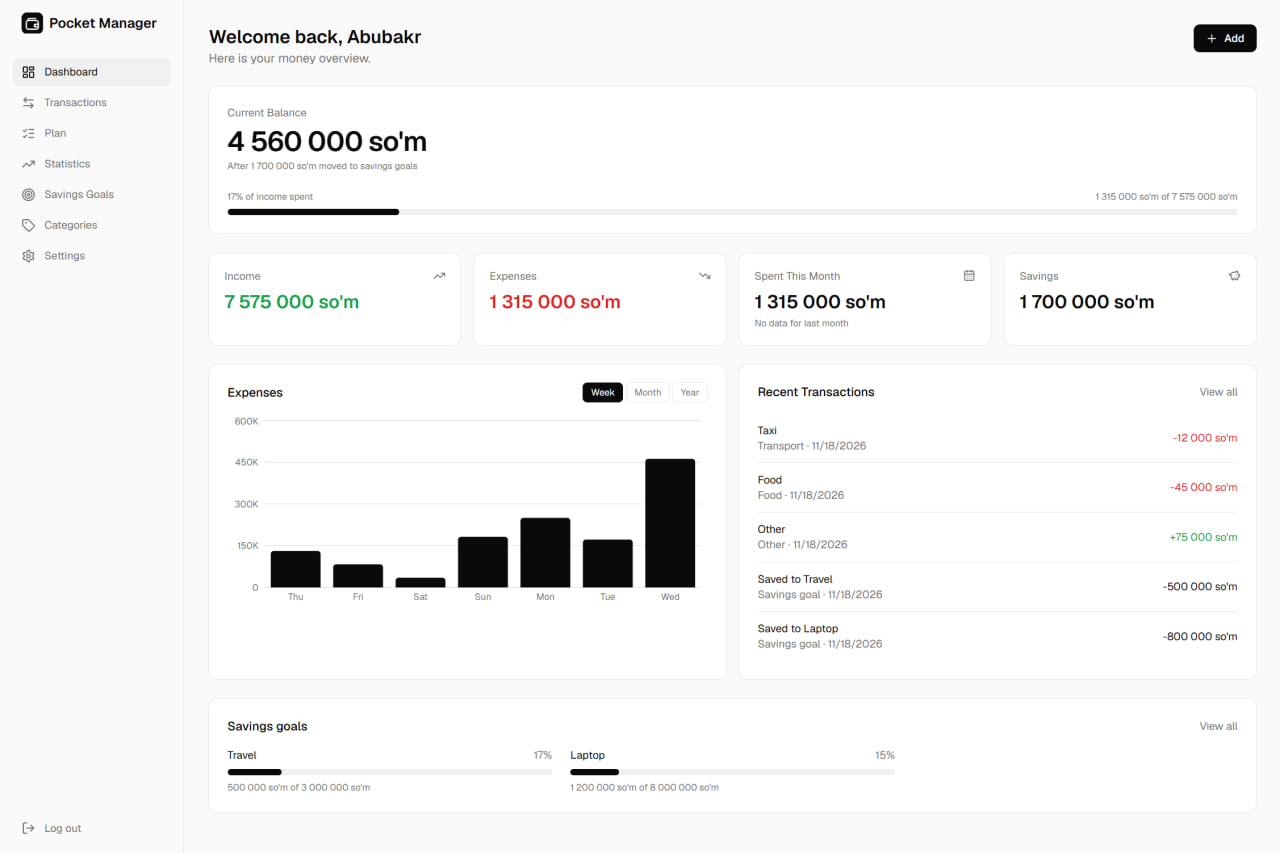 Pocket Manager
Dashboard
Transactions
Plan
Statistics
Savings Goals
Categories
Settings
Log out
Welcome back, Abubakr
Here is your money overview.
+ Add
Current Balance
4 560 000 so'm
After 1 700 000 so'm moved to savings goals
17% of income spent
1 315 000 so'm of 7 575 000 so'm
Income
7 575 000 so'm
Expenses
1 315 000 so'm
Spent This Month
1 315 000 so'm
No data for last month
Savings
1 700 000 so'm
Expenses
Week
Month
Year
600K
450K
300K
150K
0
Thu
Fri
Sat
Sun
Mon
Tue
Wed
Recent Transactions
View all
Taxi
Transport · 11/18/2026
-12 000 so'm
Food
Food · 11/18/2026
-45 000 so'm
Other
Other · 11/18/2026
+75 000 so'm
Saved to Travel
Savings goal · 11/18/2026
-500 000 so'm
Saved to Laptop
Savings goal · 11/18/2026
-800 000 so'm
Savings goals
View all
Travel
17%
500 000 so'm of 3 000 000 so'm
Laptop
15%
1 200 000 so'm of 8 000 000 so'm